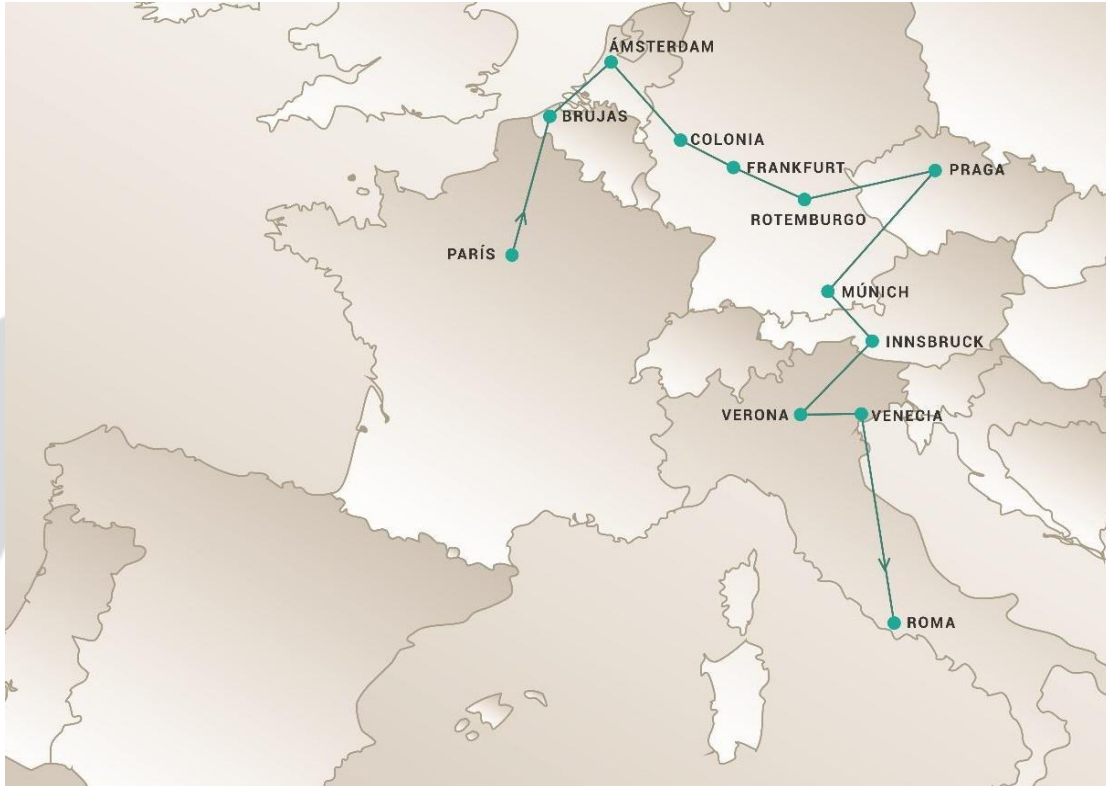 ÁMSTERDAM
BRUJAS
COLONIA
FRANKFURT
PRAGA
ROTEMBURGO
PARÍS
MÚNICH
INNSBRUCK
VERONA
VENECIA
ROMA